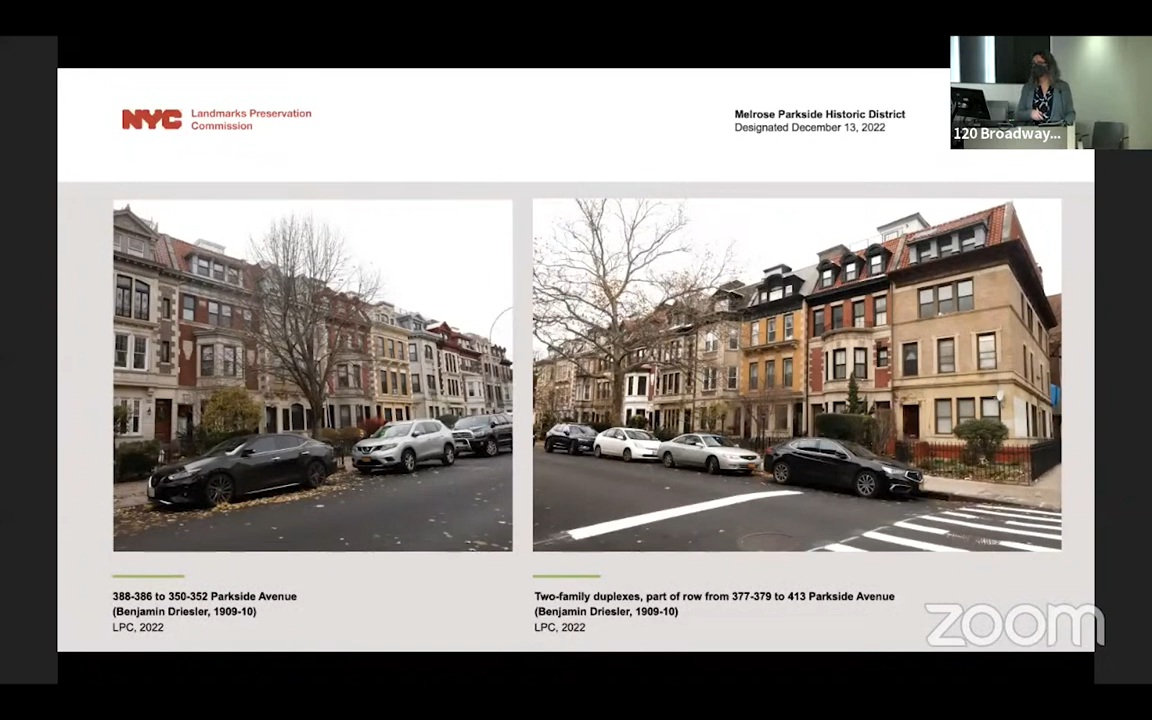 NYC Landmarks Preservation
Commission
Melrose Parkside Historic District
Designated December 13, 2022
120 Broadway...
388-386 to 350-352 Parkside Avenue
(Benjamin Driesler, 1909-10)
LPC, 2022
Two-family duplexes, part of row from 377-379 to 413 Parkside Avenue
(Benjamin Driesler, 1909-10)
LPC, 2022
zoom